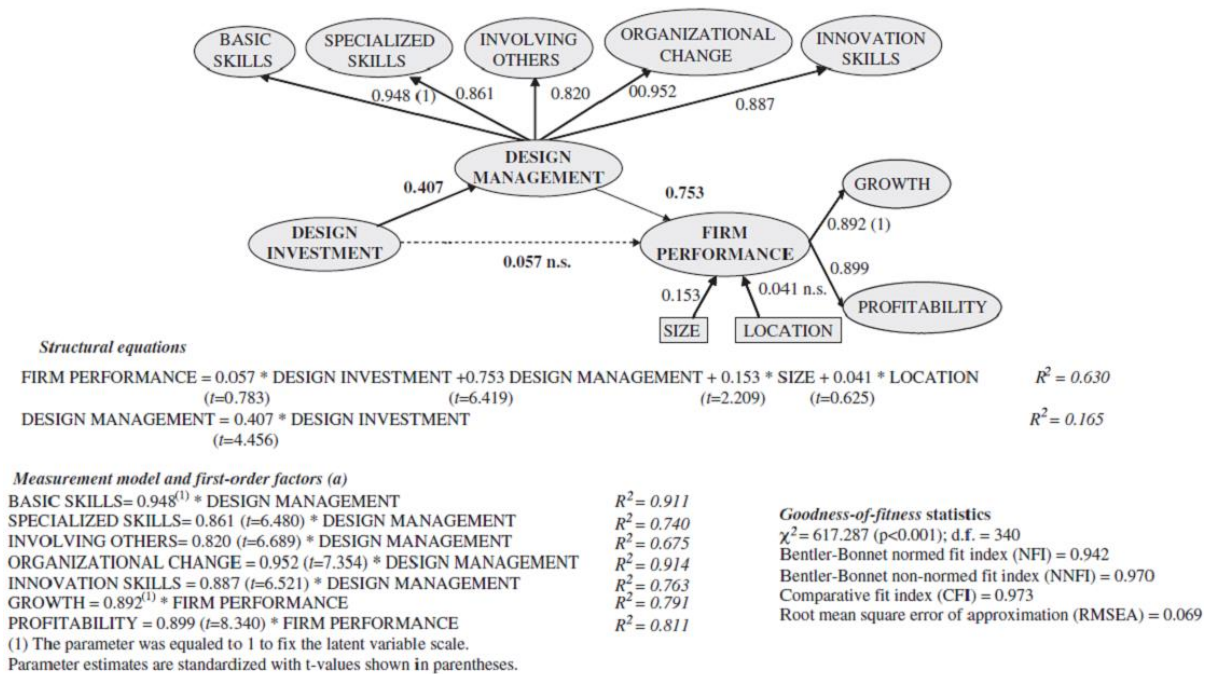 BASIC
SKILLS
SPECIALIZED
SKILLS
INVOLVING
OTHERS
ORGANIZATIONAL
CHANGE
INNOVATION
SKILLS
0.948 (1)
0.861
0.820
00.952
0.887
DESIGN
MANAGEMENT
0.407
0.753
GROWTH
DESIGN
INVESTMENT
0.057 n.s.
FIRM
PERFORMANCE
0.892 (1)
0.899
0.153
0.041 n.s.
PROFITABILITY
SIZE
LOCATION
Structural equations
FIRM PERFORMANCE = 0.057 * DESIGN INVESTMENT +0.753 DESIGN MANAGEMENT + 0.153 * SIZE + 0.041 * LOCATION R² = 0.630
(t=0.783) (t=6.419) (t=2.209) (t=0.625)
DESIGN MANAGEMENT = 0.407 * DESIGN INVESTMENT R² = 0.165
(t=4.456)
Measurement model and first-order factors (a)
BASIC SKILLS= 0.948(1) * DESIGN MANAGEMENT R² = 0.911
SPECIALIZED SKILLS= 0.861 (t=6.480) * DESIGN MANAGEMENT R² = 0.740
INVOLVING OTHERS= 0.820 (t=6.689) * DESIGN MANAGEMENT R² = 0.675
ORGANIZATIONAL CHANGE = 0.952 (t=7.354) * DESIGN MANAGEMENT R² = 0.914
INNOVATION SKILLS = 0.887 (t=6.521) * DESIGN MANAGEMENT R² = 0.763
GROWTH = 0.892(1) * FIRM PERFORMANCE R² = 0.791
PROFITABILITY = 0.899 (t=8.340) * FIRM PERFORMANCE R² = 0.811
(1) The parameter was equaled to 1 to fix the latent variable scale.
Parameter estimates are standardized with t-values shown in parentheses.
Goodness-of-fitness statistics
χ² = 617.287 (p<0.001); d.f. = 340
Bentler-Bonnet normed fit index (NFI) = 0.942
Bentler-Bonnet non-normed fit index (NNFI) = 0.970
Comparative fit index (CFI) = 0.973
Root mean square error of approximation (RMSEA) = 0.069